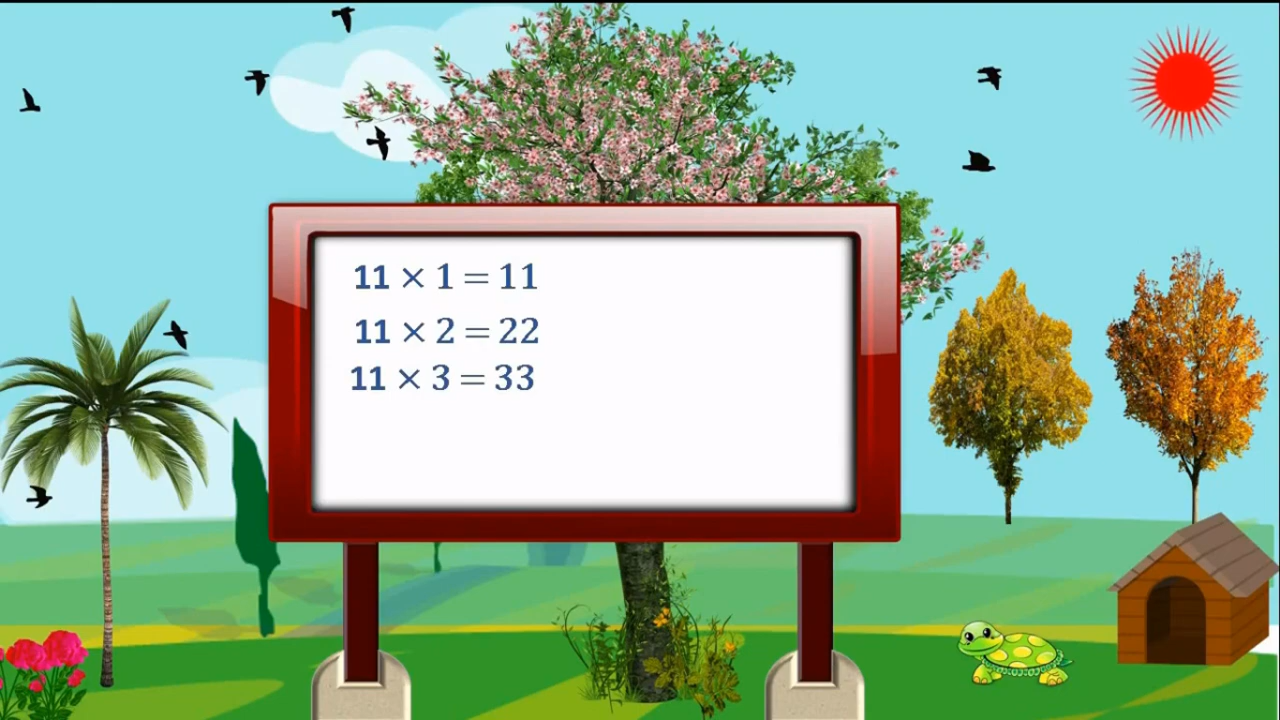 11 × 1 = 11
11 × 2 = 22
11 × 3 = 33